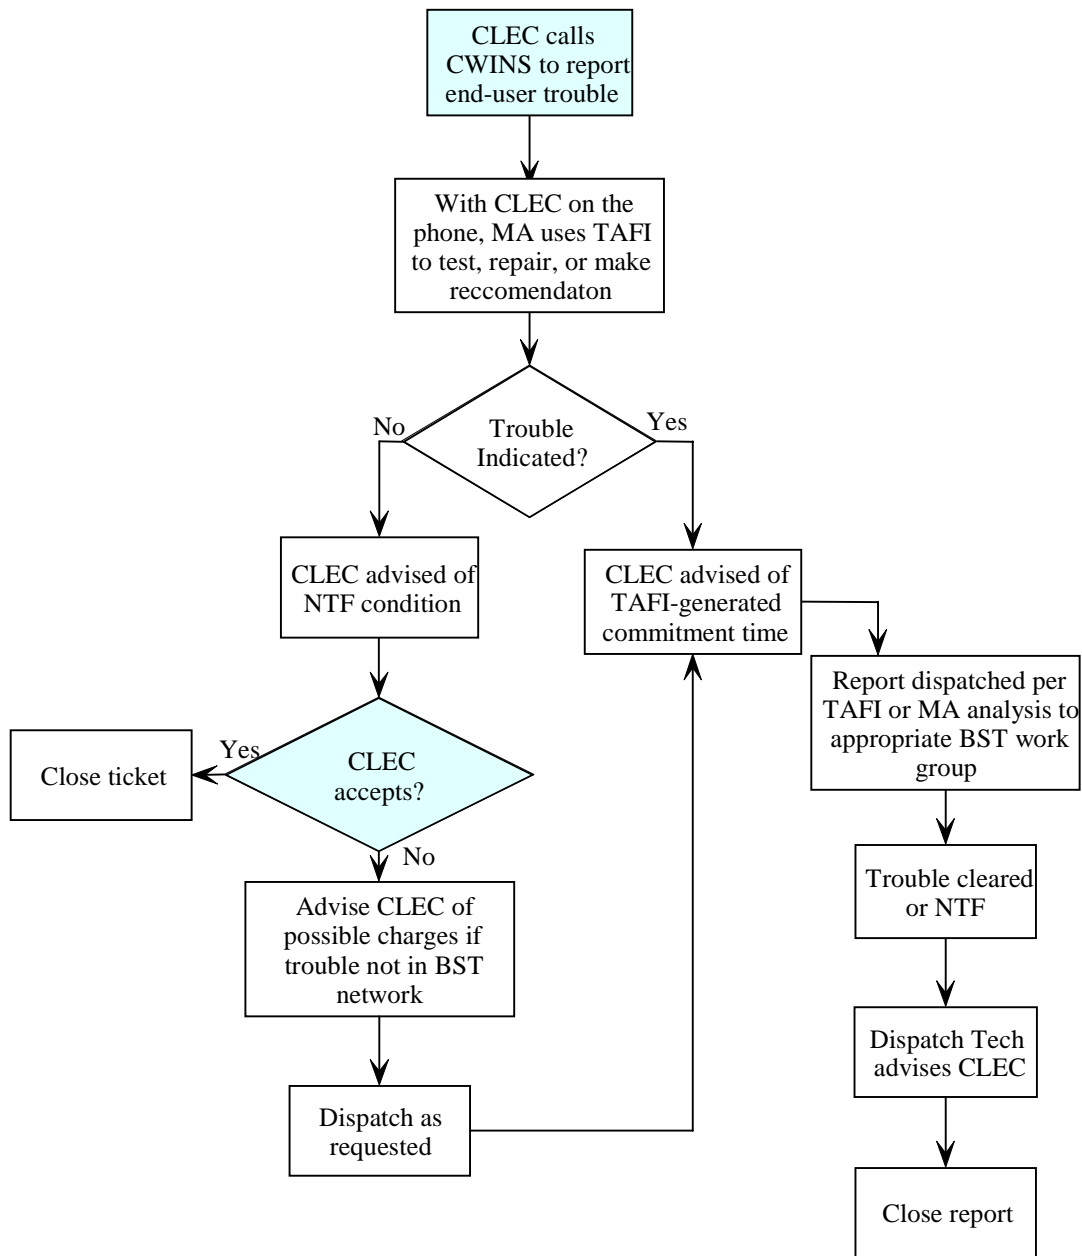 CLEC calls
CWINS to report
end-user trouble
With CLEC on the
phone, MA uses TAFI
to test, repair, or make
reccomendaton
No
Yes
Trouble
Indicated?
CLEC advised of
NTF condition
CLEC advised of
TAFI-generated
commitment time
Report dispatched per
TAFI or MA analysis to
appropriate BST work
group
Yes
Close ticket
CLEC
accepts?
No
Advise CLEC of
possible charges if
trouble not in BST
network
Trouble cleared
or NTF
Dispatch Tech
advises CLEC
Dispatch as
requested
Close report